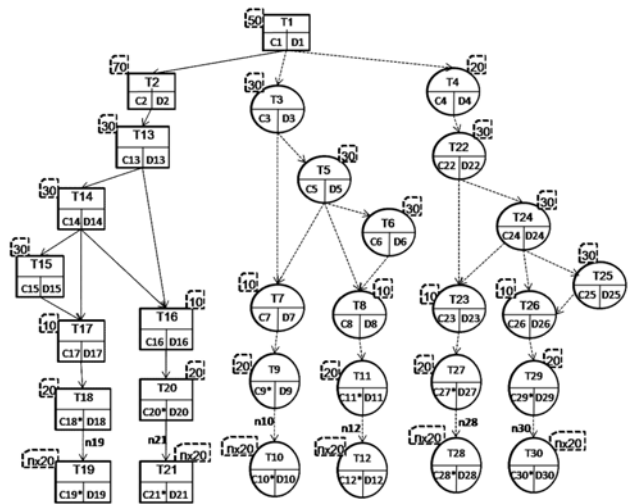 50
T1
C1 D1
70
T2
C2 D2
30
T3
C3 D3
20
T4
C4 D4
30
T13
C13 D13
30
T22
C22 D22
30
T5
C5 D5
30
T14
C14 D14
30
T6
C6 D6
30
T24
C24 D24
30
T15
C15 D15
30
T25
C25 D25
10
T17
C17 D17
10
T16
C16 D16
10
T7
C7 D7
10
T8
C8 D8
10
T23
C23 D23
10
T26
C26 D26
20
T18
C18* D18
20
T20
C20* D20
20
T9
C9* D9
20
T11
C11* D11
20
T27
C27* D27
20
T29
C29* D29
n19
n21
n10
n12
n28
n30
nx20
T19
C19* D19
nx20
T21
C21* D21
nx20
T10
C10* D10
nx20
T12
C12* D12
nx20
T28
C28* D28
nx20
T30
C30* D30